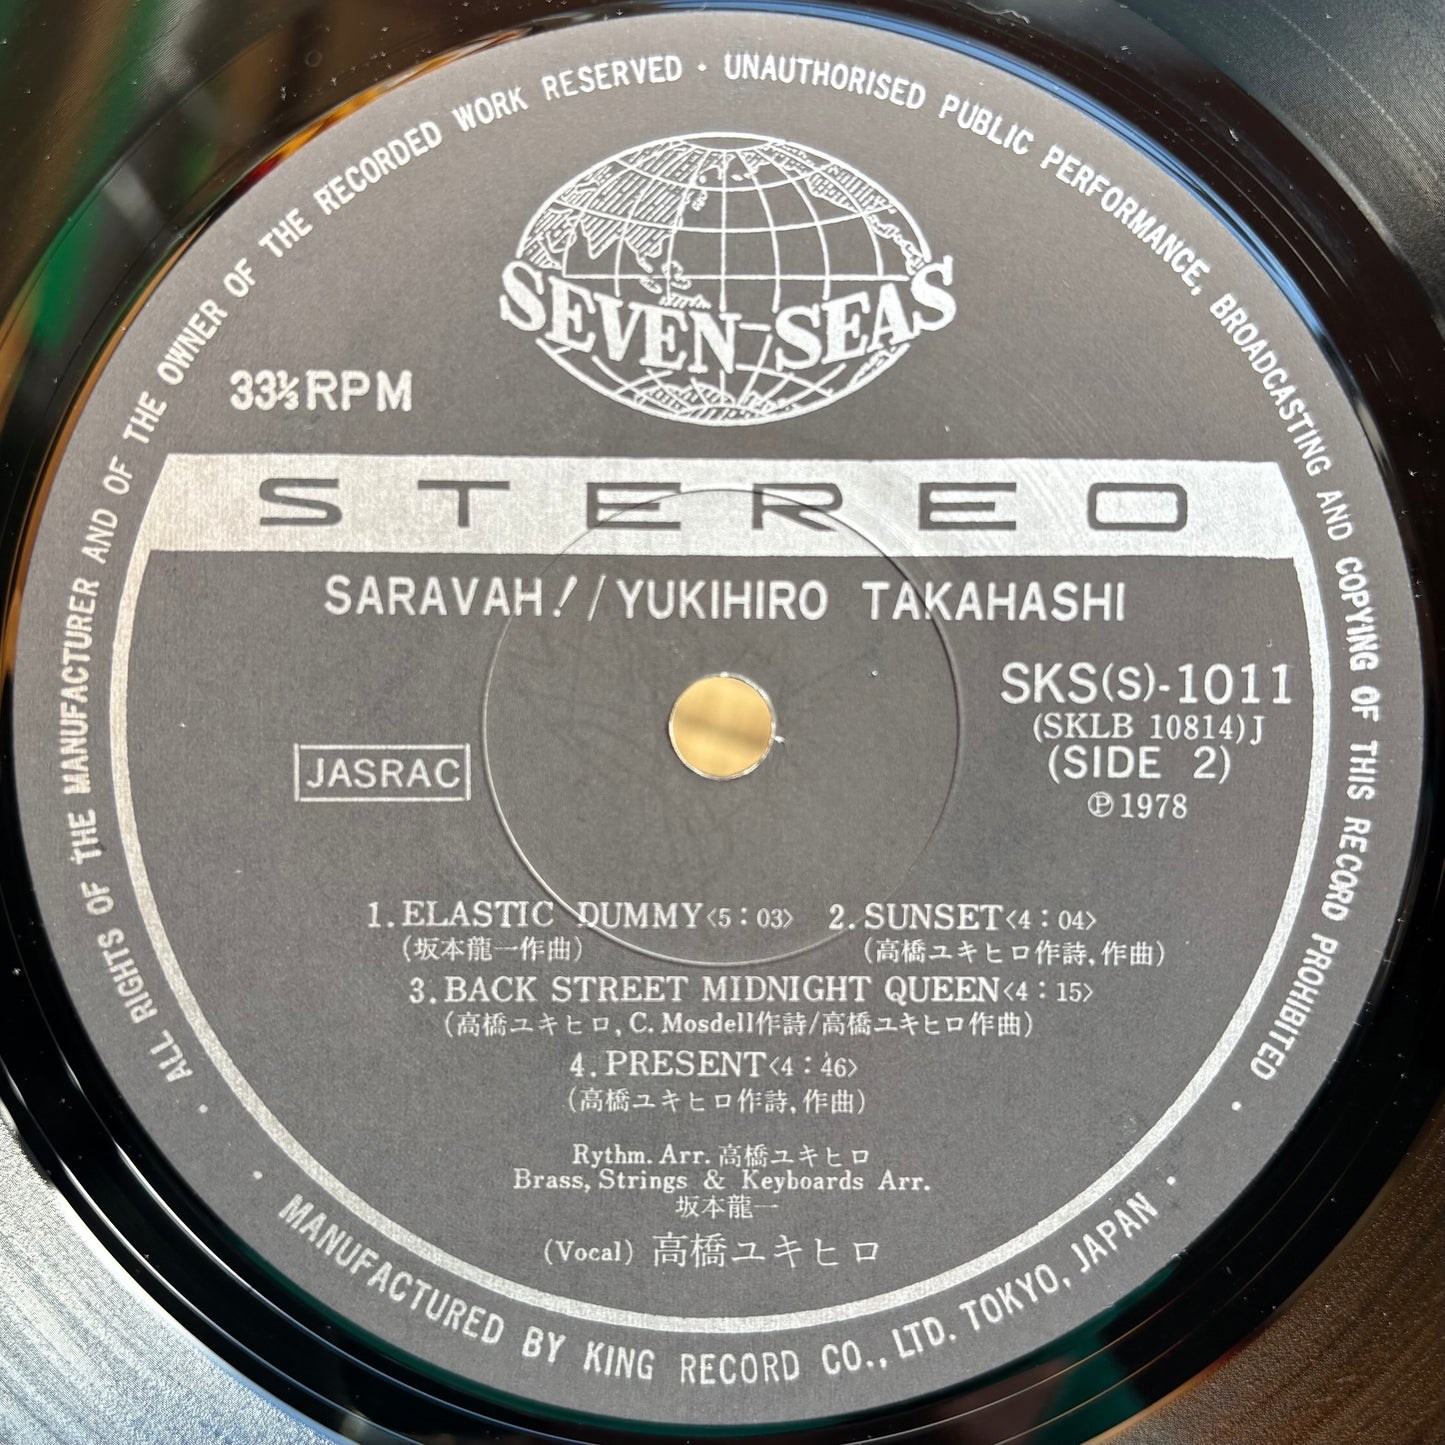 ALL RIGHTS OF THE MANUFACTURER AND OF THE OWNER OF THE RECORDED WORK RESERVED · UNAUTHORISED PUBLIC PERFORMANCE, BROADCASTING AND COPYING OF THIS RECORD PROHIBITED
SEVEN-SEAS
33⅓RPM
STEREO
SARAVAH!/YUKIHIRO TAKAHASHI
SKS(S)-1011
(SKLB 10814)J
(SIDE 2)
Ⓟ1978
JASRAC
1.ELASTIC DUMMY<5:03> 2.SUNSET<4:04>
(坂本龍一作曲) (高橋ユキヒロ作詩,作曲)
3.BACK STREET MIDNIGHT QUEEN<4:15>
(高橋ユキヒロ, C. Mosdell作詩/高橋ユキヒロ作曲)
4.PRESENT<4:46>
(高橋ユキヒロ作詩,作曲)
Rythm. Arr. 高橋ユキヒロ
Brass, Strings & Keyboards Arr.
坂本龍一
(Vocal) 高橋ユキヒロ
· MANUFACTURED BY KING RECORD CO., LTD. TOKYO, JAPAN ·